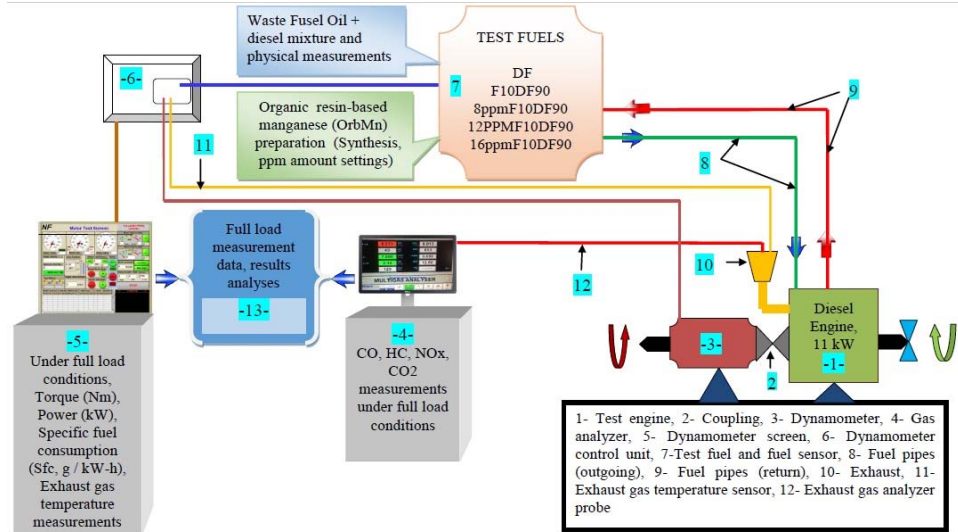 Waste Fusel Oil +
diesel mixture and
physical measurements
TEST FUELS
DF
F10DF90
8ppmF10DF90
12PPMF10DF90
16ppmF10DF90
-6-
7
9
Organic resin-based
manganese (OrbMn)
preparation (Synthesis,
ppm amount settings)
11
8
NF
Full load
measurement
data, results
analyses
-13-
MULTIGAS ANALYSER
12
10
Diesel
Engine,
11 kW
-1-
-3-
2
-5-
Under full load
conditions,
Torque (Nm),
Power (kW),
Specific fuel
consumption
(Sfc, g / kW-h),
Exhaust gas
temperature
measurements
-4-
CO, HC, NOx,
CO2
measurements
under full load
conditions
1- Test engine, 2- Coupling, 3- Dynamometer, 4- Gas
analyzer, 5- Dynamometer screen, 6- Dynamometer
control unit, 7-Test fuel and fuel sensor, 8- Fuel pipes
(outgoing), 9- Fuel pipes (return), 10- Exhaust, 11-
Exhaust gas temperature sensor, 12- Exhaust gas analyzer
probe